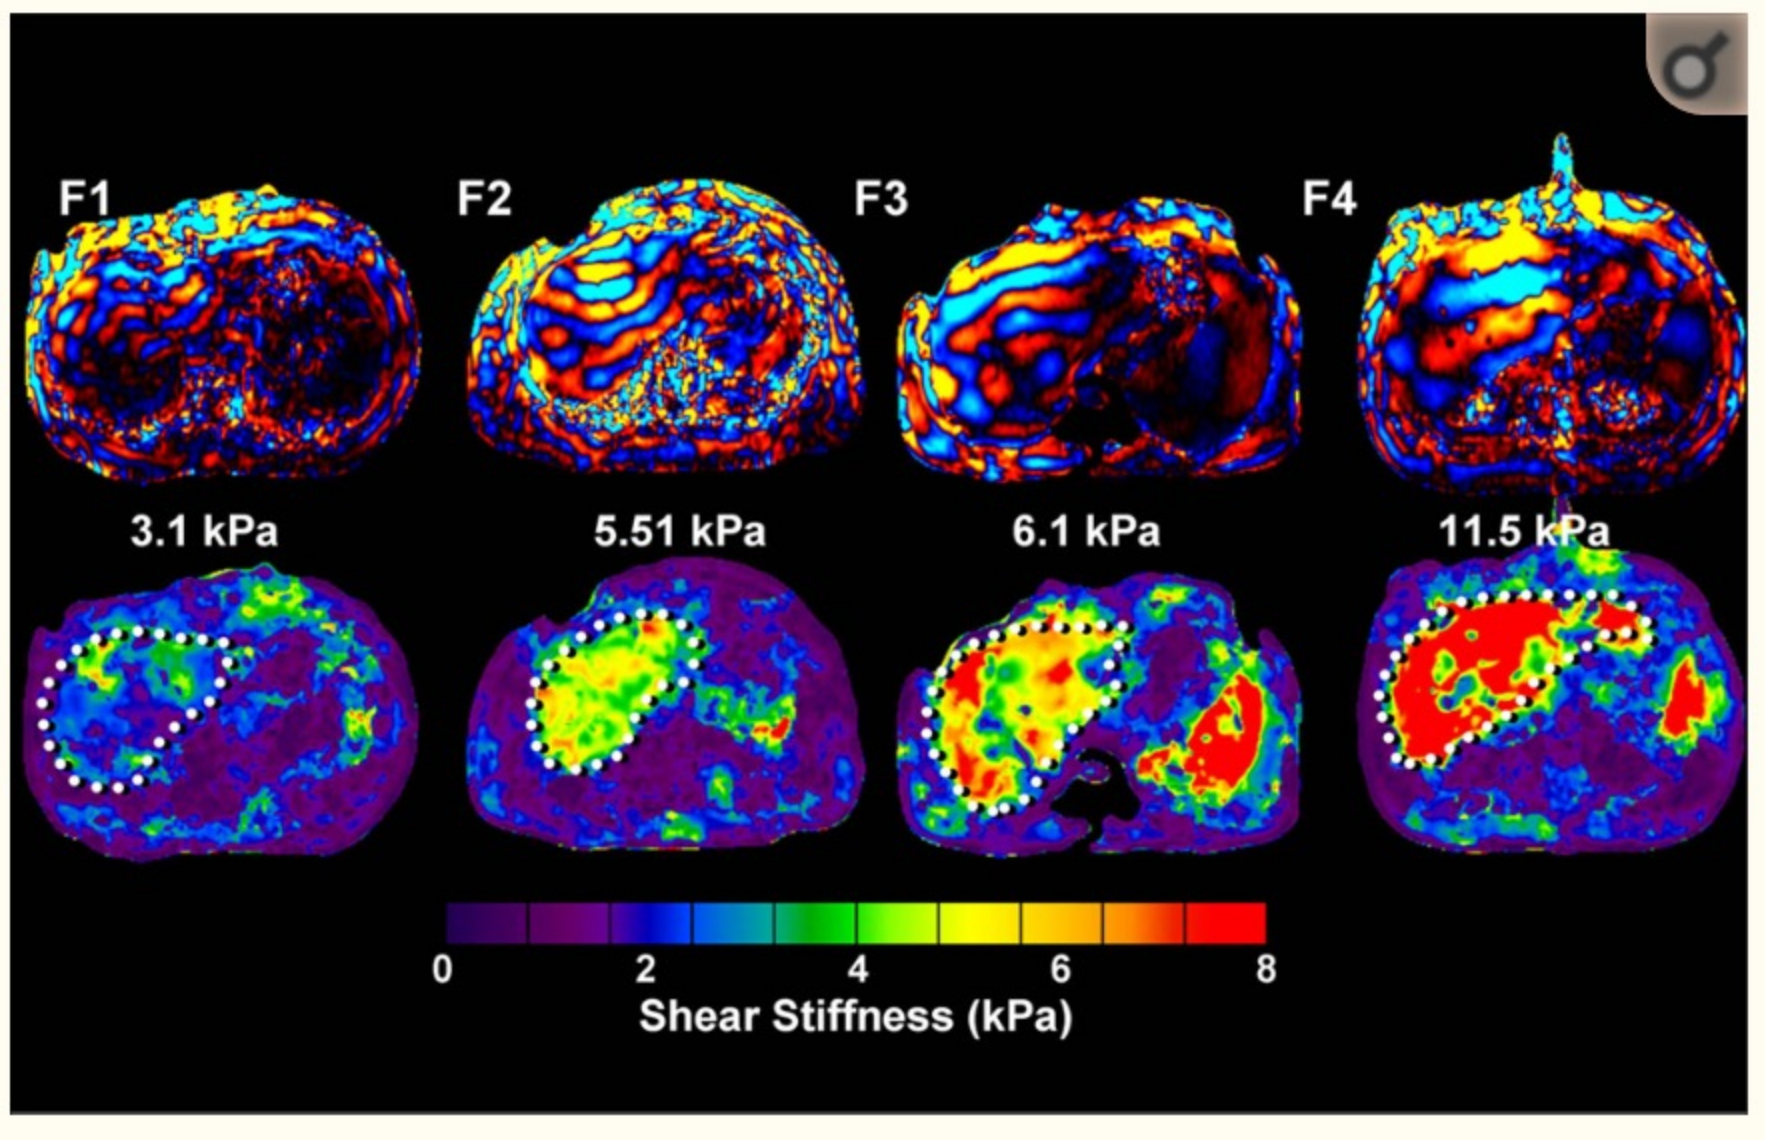 F1 F2 F3 F4
3.1 kPa 5.51 kPa 6.1 kPa 11.5 kPa
0 2 4 6 8
Shear Stiffness (kPa)